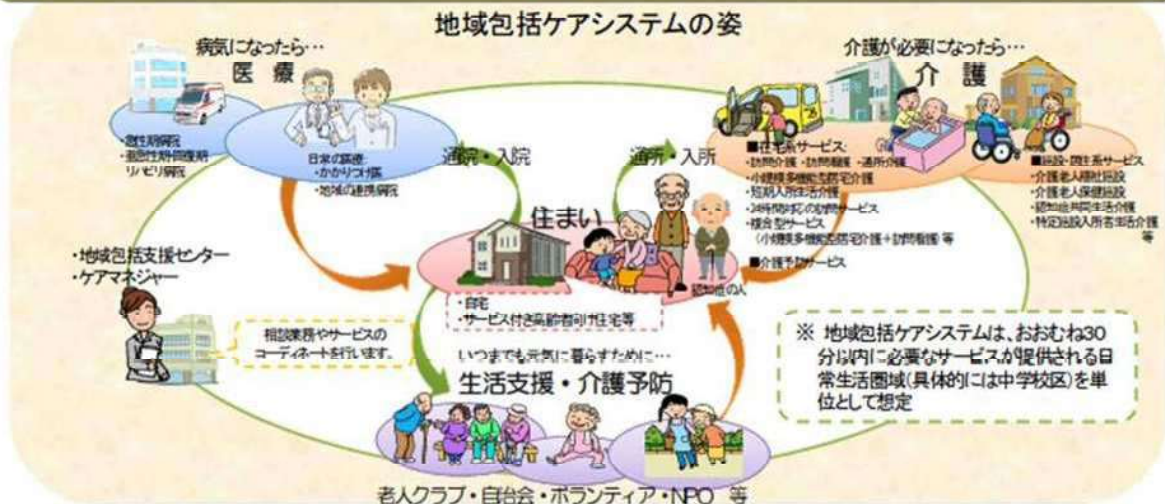 地域包括ケアシステムの姿
病気になったら…
医 療
介護が必要になったら…
介 護
・急性期病院
・亜急性期・回復期
リハビリ病院
日常の医療:
・かかりつけ医
・地域の連携病院
通院・入院
通所・入所
■在宅系サービス:
・訪問介護・訪問看護・通所介護
・小規模多機能型居宅介護
・短期入所生活介護
・24時間対応の訪問サービス
・複合型サービス
(小規模多機能型居宅介護+訪問看護)等
■介護予防サービス
■施設・居住系サービス
・介護老人福祉施設
・介護老人保健施設
・認知症共同生活介護
・特定施設入所者生活介護
等
住まい
認知症の人
・地域包括支援センター
・ケアマネジャー
・自宅
・サービス付き高齢者向け住宅等
相談業務やサービスの
コーディネートを行います。
いつまでも元気に暮らすために…
生活支援・介護予防
※ 地域包括ケアシステムは、おおむね30
分以内に必要なサービスが提供される日
常生活圏域(具体的には中学校区)を単
位として想定
老人クラブ・自治会・ボランティア・NPO 等